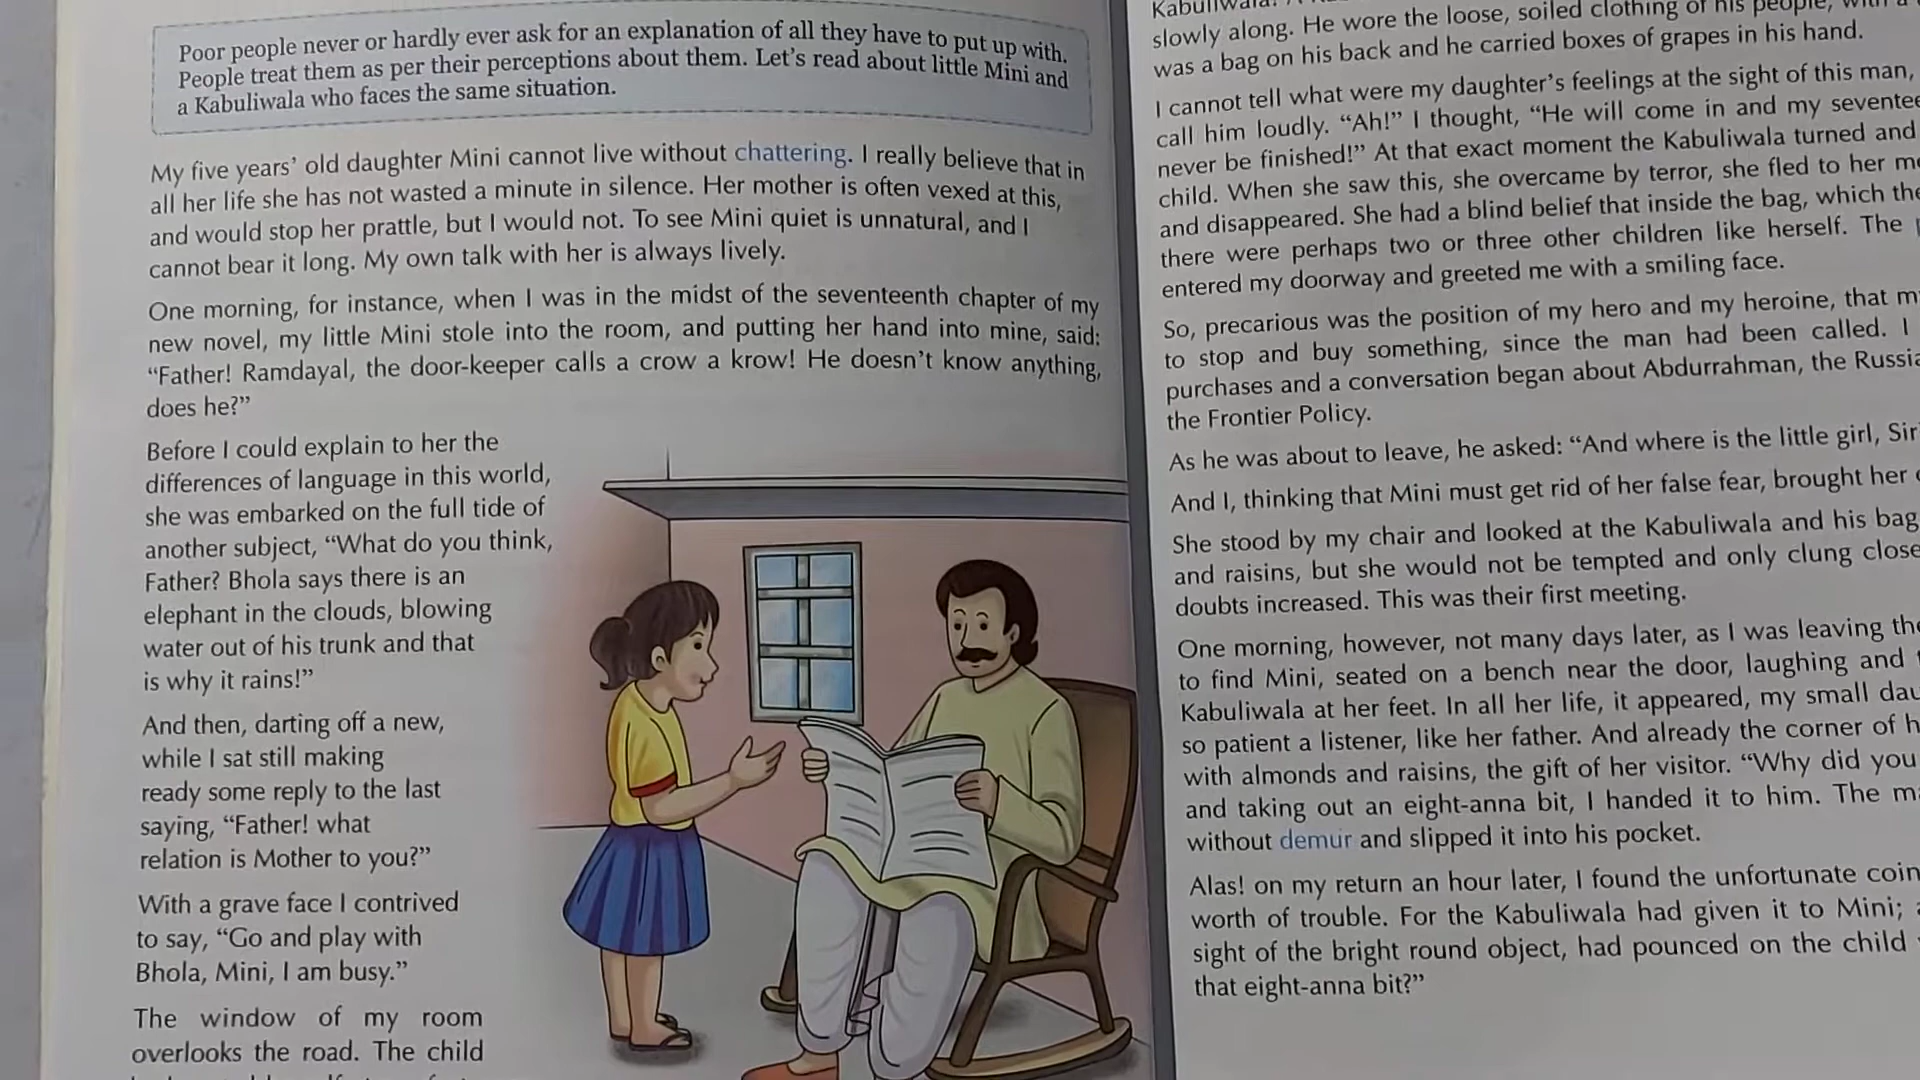 Poor people never or hardly ever ask for an explanation of all they have to put up with.
People treat them as per their perceptions about them. Let's read about little Mini and
a Kabuliwala who faces the same situation.
My five years' old daughter Mini cannot live without chattering. I really believe that in
all her life she has not wasted a minute in silence. Her mother is often vexed at this,
and would stop her prattle, but I would not. To see Mini quiet is unnatural, and I
cannot bear it long. My own talk with her is always lively.
One morning, for instance, when I was in the midst of the seventeenth chapter of my
new novel, my little Mini stole into the room, and putting her hand into mine, said:
“Father! Ramdayal, the door-keeper calls a crow a krow! He doesn't know anything,
does he?”
Before I could explain to her the
differences of language in this world,
she was embarked on the full tide of
another subject, “What do you think,
Father? Bhola says there is an
elephant in the clouds, blowing
water out of his trunk and that
is why it rains!”
And then, darting off a new,
while I sat still making
ready some reply to the last
saying, “Father! what
relation is Mother to you?”
With a grave face I contrived
to say, “Go and play with
Bhola, Mini, I am busy.”
The window of my room
overlooks the road. The child
slowly along. He wore the loose, soiled clothing of his people,
was a bag on his back and he carried boxes of grapes in his hand.
I cannot tell what were my daughter's feelings at the sight of this man,
call him loudly. “Ah!” I thought, “He will come in and my
never be finished!” At that exact moment the Kabuliwala turned and
child. When she saw this, she overcame by terror, she fled to her
and disappeared. She had a blind belief that inside the bag, which
there were perhaps two or three other children like herself. The
entered my doorway and greeted me with a smiling face.
So, precarious was the position of my hero and my heroine, that
to stop and buy something, since the man had been called. I
purchases and a conversation began about Abdurrahman, the
the Frontier Policy.
As he was about to leave, he asked: “And where is the little girl,
And I, thinking that Mini must get rid of her false fear, brought her
She stood by my chair and looked at the Kabuliwala and his bag
and raisins, but she would not be tempted and only clung
doubts increased. This was their first meeting.
One morning, however, not many days later, as I was leaving
to find Mini, seated on a bench near the door, laughing and
Kabuliwala at her feet. In all her life, it appeared, my small
so patient a listener, like her father. And already the corner of
with almonds and raisins, the gift of her visitor. “Why did you
and taking out an eight-anna bit, I handed it to him. The
without demur and slipped it into his pocket.
Alas! on my return an hour later, I found the unfortunate
worth of trouble. For the Kabuliwala had given it to Mini;
sight of the bright round object, had pounced on the child
that eight-anna bit?”